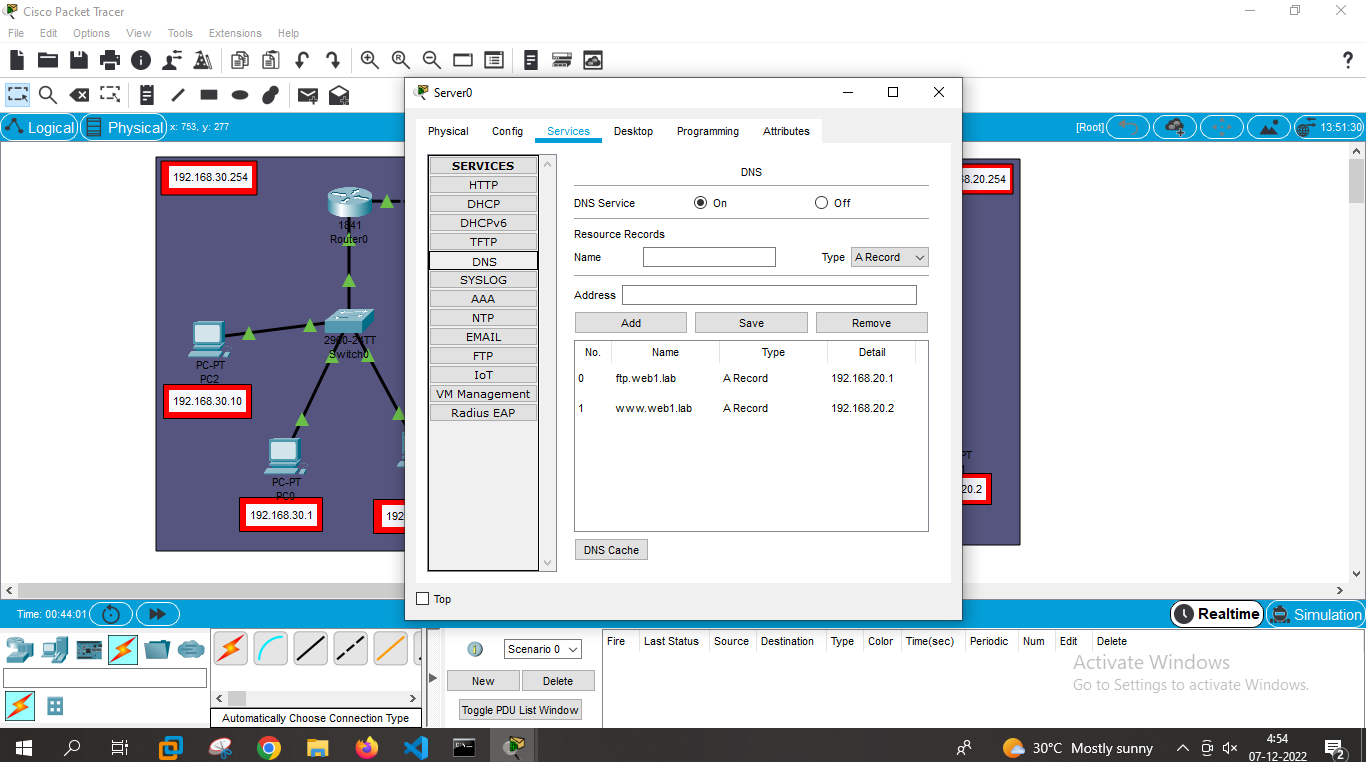 Cisco Packet Tracer
File Edit Options View Tools Extensions Help
Server0
Physical Config Services Desktop Programming Attributes
Logical Physical x: 753, y: 277
[Root] 13:51:30
192.168.30.254
1841
Router0
2960-24TT
Switch0
PC-PT
PC2
192.168.30.10
PC-PT
PC0
192.168.30.1
192
SERVICES
HTTP
DHCP
DHCPv6
TFTP
DNS
SYSLOG
AAA
NTP
EMAIL
FTP
IoT
VM Management
Radius EAP
DNS
DNS Service On Off
Resource Records
Name Type A Record
Address
Add Save Remove
No. Name Type Detail
0 ftp.web1.lab A Record 192.168.20.1
1 www.web1.lab A Record 192.168.20.2
DNS Cache
Top
8.20.254
PT
20.2
Time: 00:44:01
Realtime Simulation
Automatically Choose Connection Type
Scenario 0
New Delete
Toggle PDU List Window
Fire Last Status Source Destination Type Color Time(sec) Periodic Num Edit Delete
Activate Windows
Go to Settings to activate Windows.
30°C Mostly sunny
4:54
07-12-2022
2